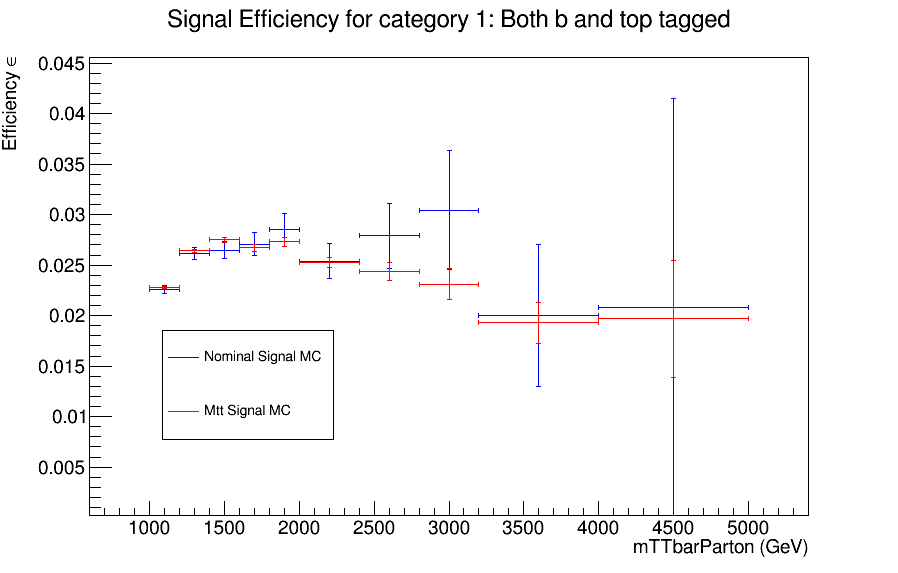 Signal Efficiency for category 1: Both b and top tagged
Efficiency ∈
0.045
0.04
0.035
0.03
0.025
0.02
0.015
0.01
0.005
Nominal Signal MC
Mtt Signal MC
1000 1500 2000 2500 3000 3500 4000 4500 5000
mTTbarParton (GeV)